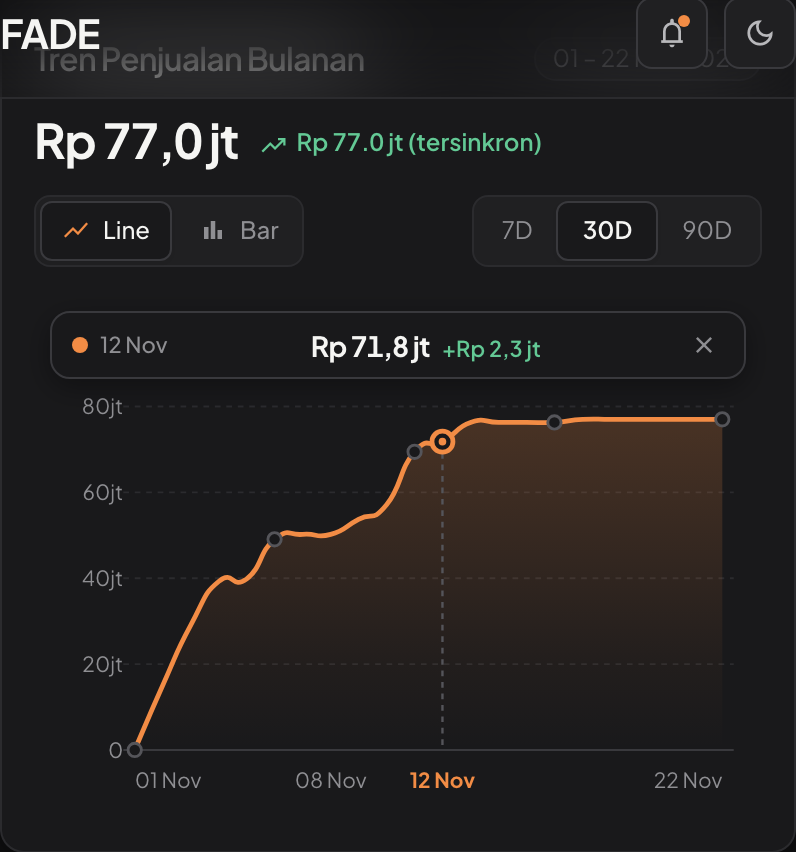 FADE
Tren Penjualan Bulanan
01 – 22
Rp 77,0 jt
Rp 77.0 jt (tersinkron)
Line
Bar
7D
30D
90D
12 Nov
Rp 71,8 jt
+Rp 2,3 jt
80jt
60jt
40jt
20jt
0
01 Nov
08 Nov
12 Nov
22 Nov